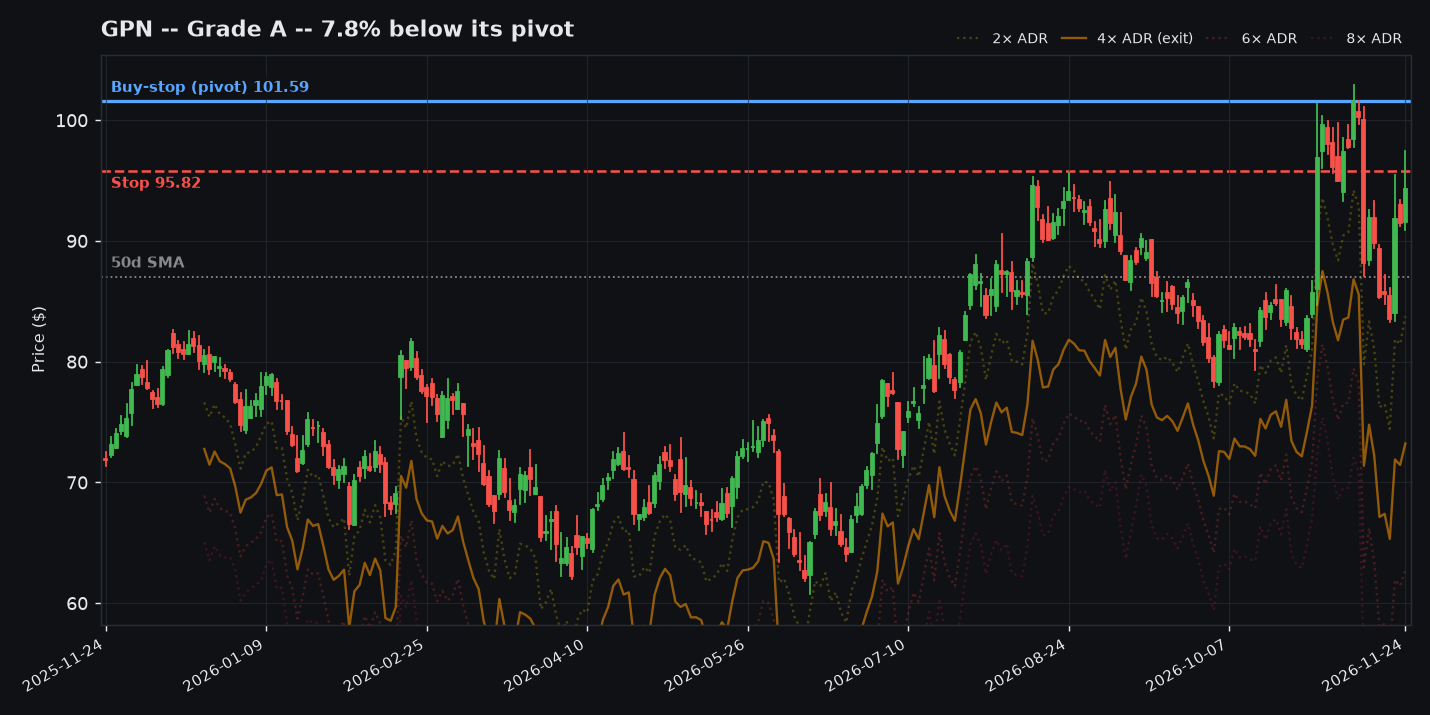 GPN -- Grade A -- 7.8% below its pivot
2× ADR
4× ADR (exit)
6× ADR
8× ADR
Buy-stop (pivot) 101.59
Stop 95.82
50d SMA
Price ($)
100
90
80
70
60
2025-11-24
2026-01-09
2026-02-25
2026-04-10
2026-05-26
2026-07-10
2026-08-24
2026-10-07
2026-11-24